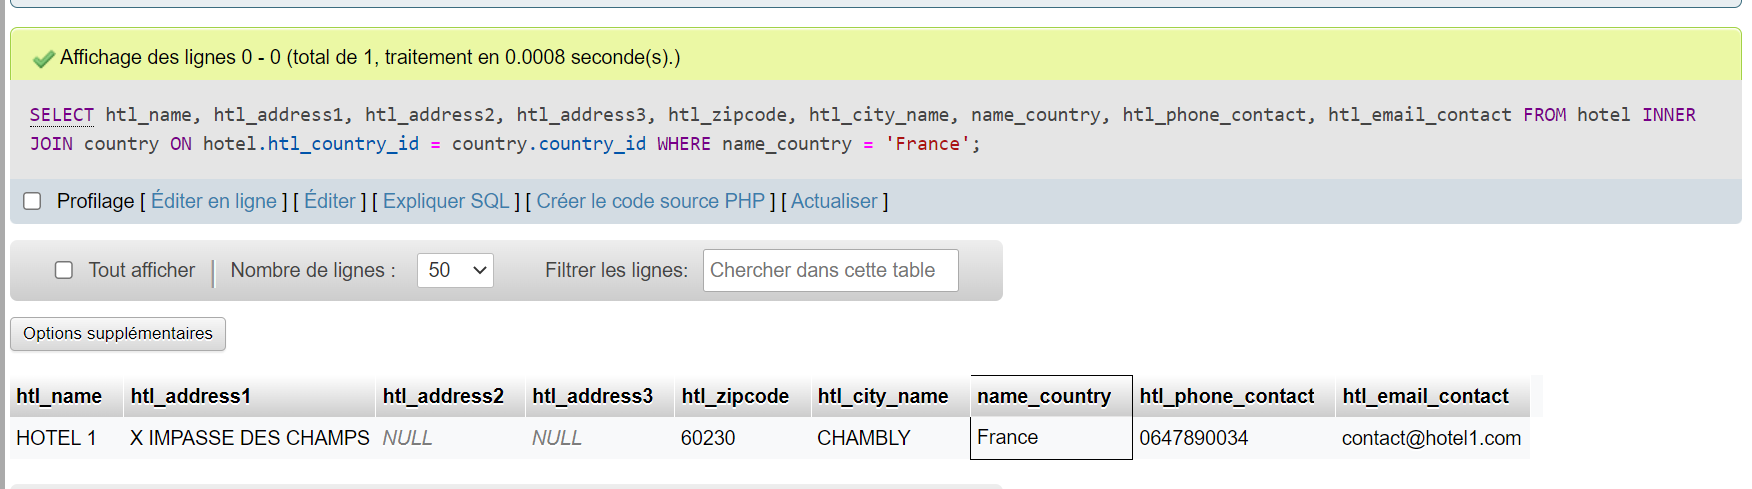 Affichage des lignes 0 - 0 (total de 1, traitement en 0.0008 seconde(s).)
SELECT htl_name, htl_address1, htl_address2, htl_address3, htl_zipcode, htl_city_name, name_country, htl_phone_contact, htl_email_contact FROM hotel INNER
JOIN country ON hotel.htl_country_id = country.country_id WHERE name_country = 'France';
Profilage [ Éditer en ligne ] [ Éditer ] [ Expliquer SQL ] [ Créer le code source PHP ] [ Actualiser ]
Tout afficher Nombre de lignes : 50 Filtrer les lignes: Chercher dans cette table
Options supplémentaires
htl_name htl_address1 htl_address2 htl_address3 htl_zipcode htl_city_name name_country htl_phone_contact htl_email_contact
HOTEL 1 X IMPASSE DES CHAMPS NULL NULL 60230 CHAMBLY France 0647890034 contact@hotel1.com